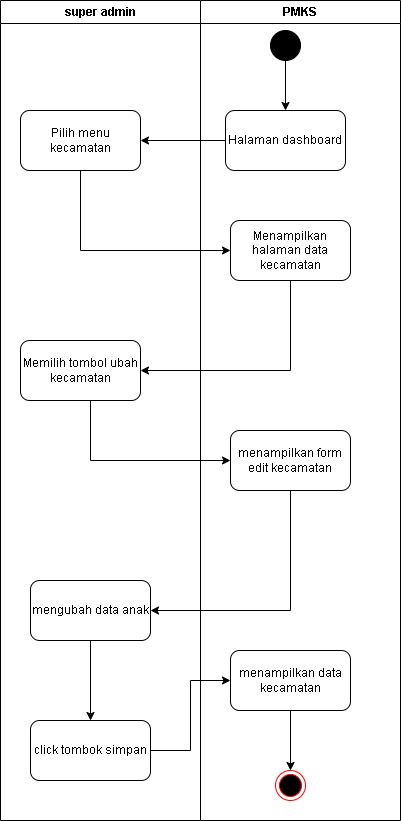 super admin
PMKS
Halaman dashboard
Pilih menu
kecamatan
Menampilkan
halaman data
kecamatan
Memilih tombol ubah
kecamatan
menampilkan form
edit kecamatan
mengubah data anak
click tombok simpan
menampilkan data
kecamatan